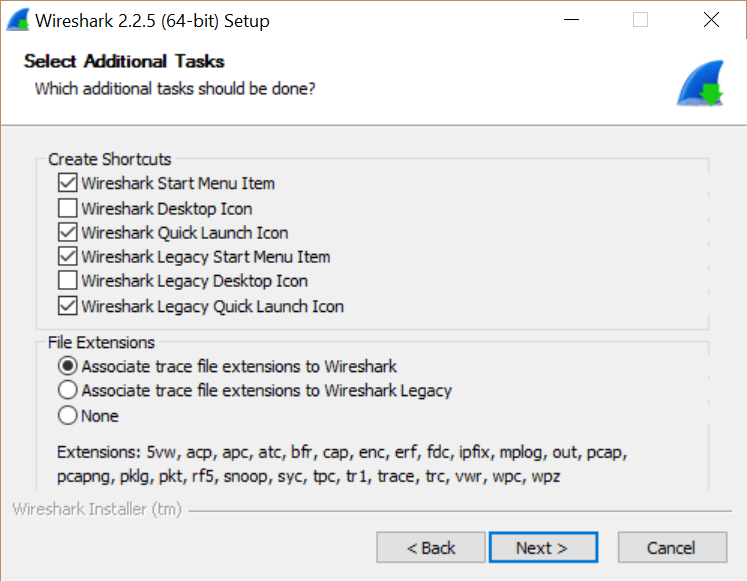 Wireshark 2.2.5 (64-bit) Setup
Select Additional Tasks
Which additional tasks should be done?
Create Shortcuts
Wireshark Start Menu Item
Wireshark Desktop Icon
Wireshark Quick Launch Icon
Wireshark Legacy Start Menu Item
Wireshark Legacy Desktop Icon
Wireshark Legacy Quick Launch Icon
File Extensions
Associate trace file extensions to Wireshark
Associate trace file extensions to Wireshark Legacy
None
Extensions: 5vw, acp, apc, atc, bfr, cap, enc, erf, fdc, ipfix, mplog, out, pcap,
pcapng, pklg, pkt, rf5, snoop, syc, tpc, tr1, trace, trc, vwr, wpc, wpz
Wireshark Installer (tm)
< Back Next > Cancel